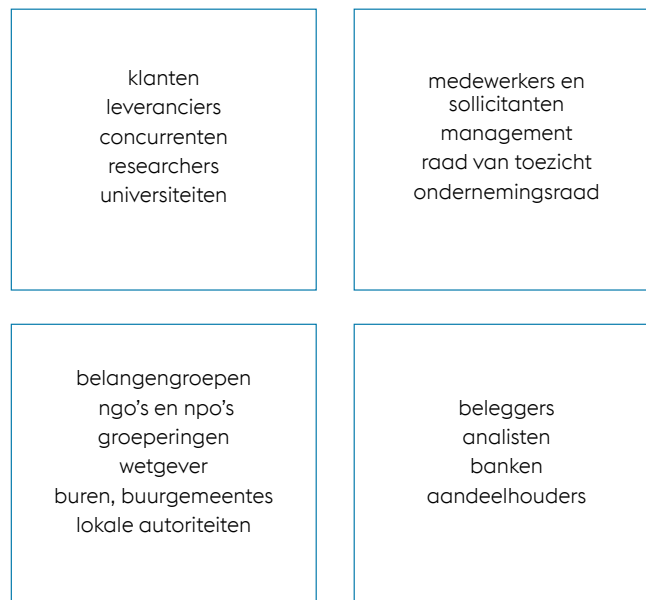 klanten
leveranciers
concurrenten
researchers
universiteiten
medewerkers en
sollicitanten
management
raad van toezicht
ondernemingsraad
belangengroepen
ngo’s en npo’s
groeperingen
wetgever
buren, buurgemeentes
lokale autoriteiten
beleggers
analisten
banken
aandeelhouders